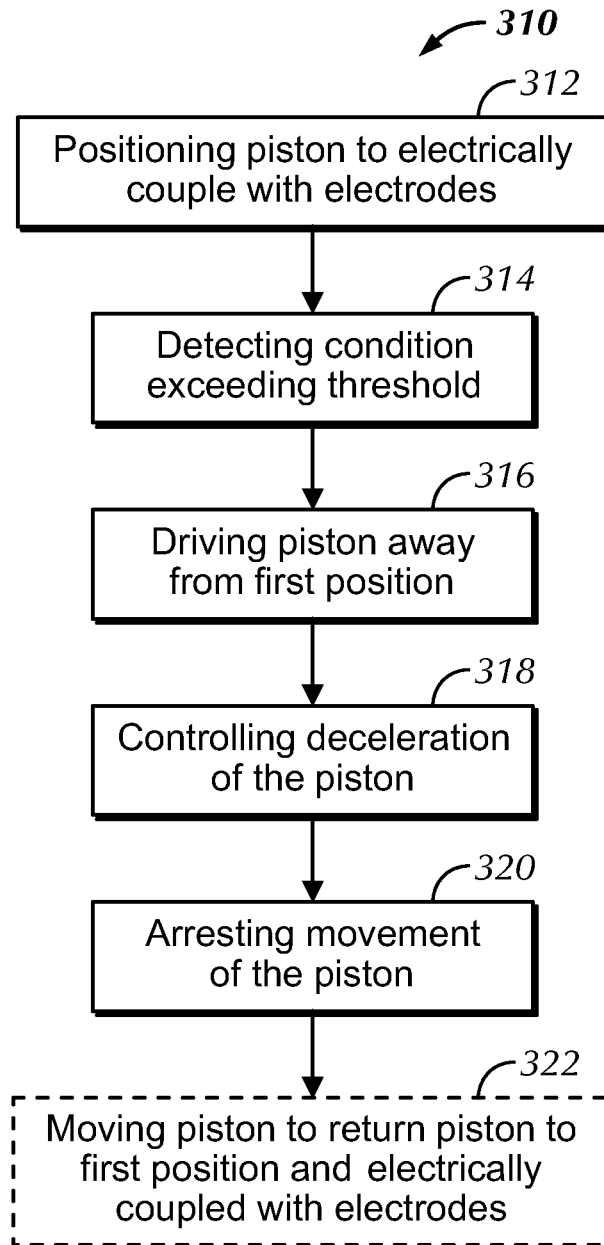 310
312
Positioning piston to electrically
couple with electrodes
314
Detecting condition
exceeding threshold
316
Driving piston away
from first position
318
Controlling deceleration
of the piston
320
Arresting movement
of the piston
322
Moving piston to return piston to
first position and electrically
coupled with electrodes